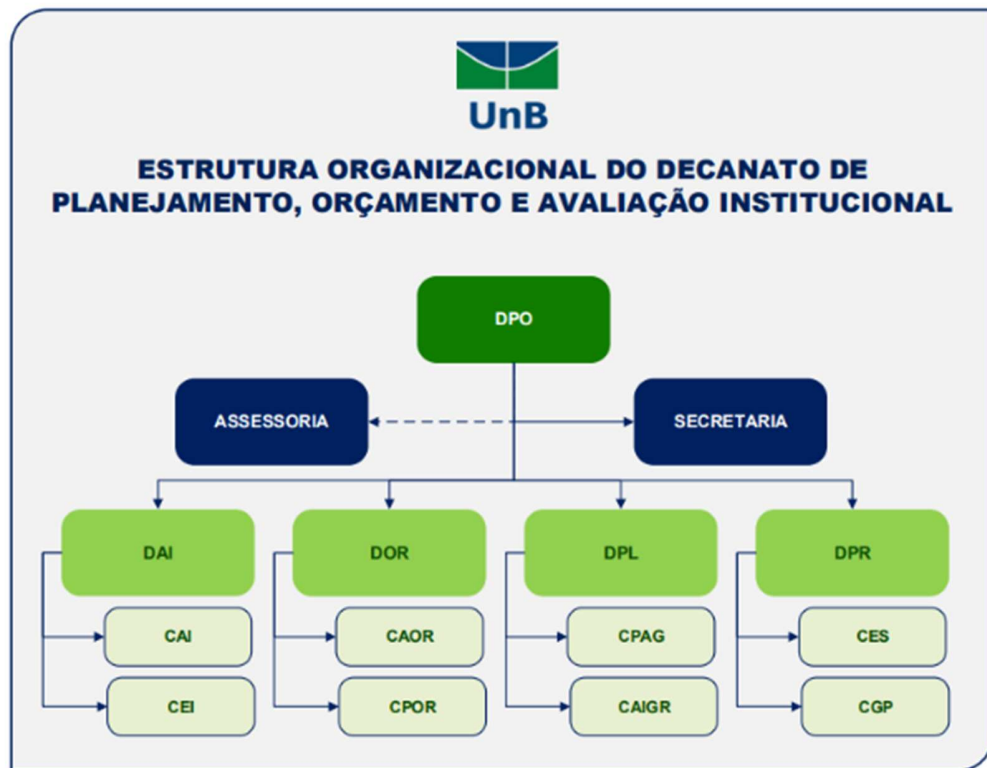 UnB
ESTRUTURA ORGANIZACIONAL DO DECANATO DE
PLANEJAMENTO, ORÇAMENTO E AVALIAÇÃO INSTITUCIONAL
DPO
ASSESSORIA
SECRETARIA
DAI
DOR
DPL
DPR
CAI
CAOR
CPAG
CES
CEI
CPOR
CAIGR
CGP